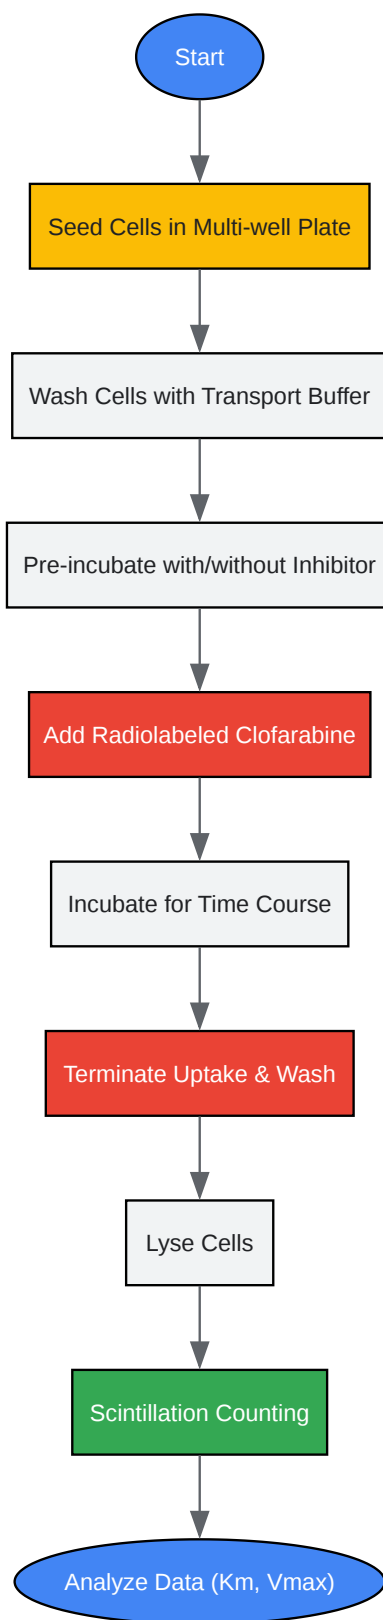 Start
Seed Cells in Multi-well Plate
Wash Cells with Transport Buffer
Pre-incubate with/without Inhibitor
Add Radiolabeled Clofarabine
Incubate for Time Course
Terminate Uptake & Wash
Lyse Cells
Scintillation Counting
Analyze Data (Km, Vmax)